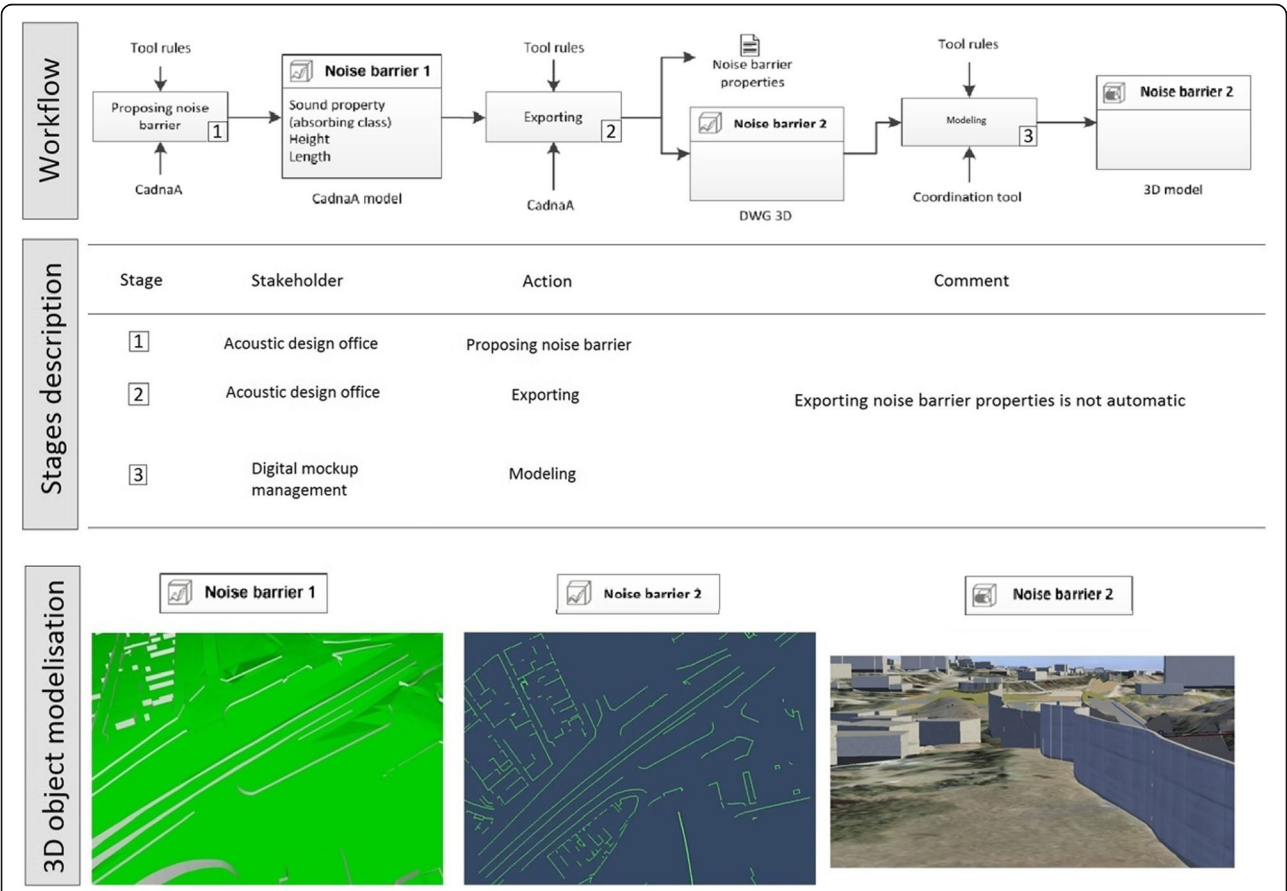 Workflow
Tool rules
Proposing noise
barrier
1
CadnaA
Noise barrier 1
Sound property
(absorbing class)
Height
Length
CadnaA model
Tool rules
Exporting
2
CadnaA
Noise barrier
properties
Noise barrier 2
DWG 3D
Tool rules
Modeling
3
Coordination tool
Noise barrier 2
3D model
Stages description
Stage Stakeholder Action Comment
1 Acoustic design office Proposing noise barrier
2 Acoustic design office Exporting
Exporting noise barrier properties is not automatic
3 Digital mockup
management
Modeling
3D object modelisation
Noise barrier 1
Noise barrier 2
Noise barrier 2